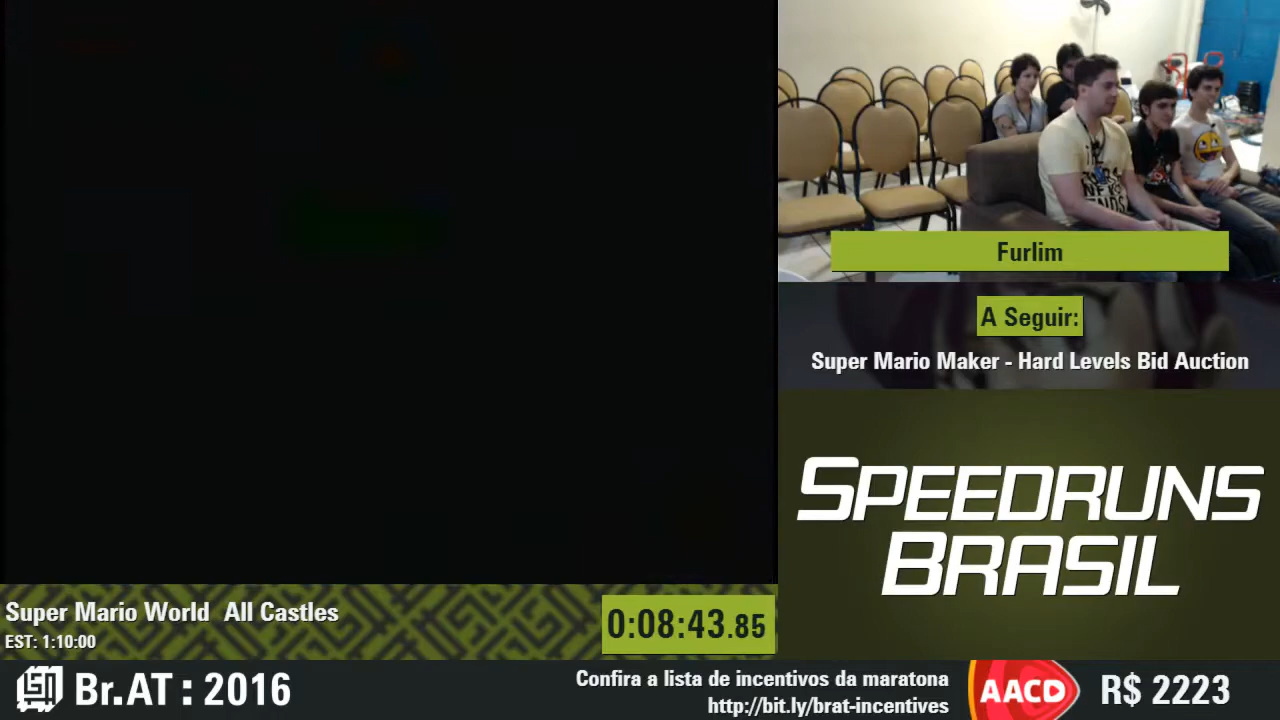 Furlim
A Seguir:
Super Mario Maker - Hard Levels Bid Auction
SPEEDRUNS
BRASIL
Super Mario World All Castles
EST: 1:10:00
0:08:43.85
Br.AT : 2016
Confira a lista de incentivos da maratona
http://bit.ly/brat-incentives
AACD
R$ 2223